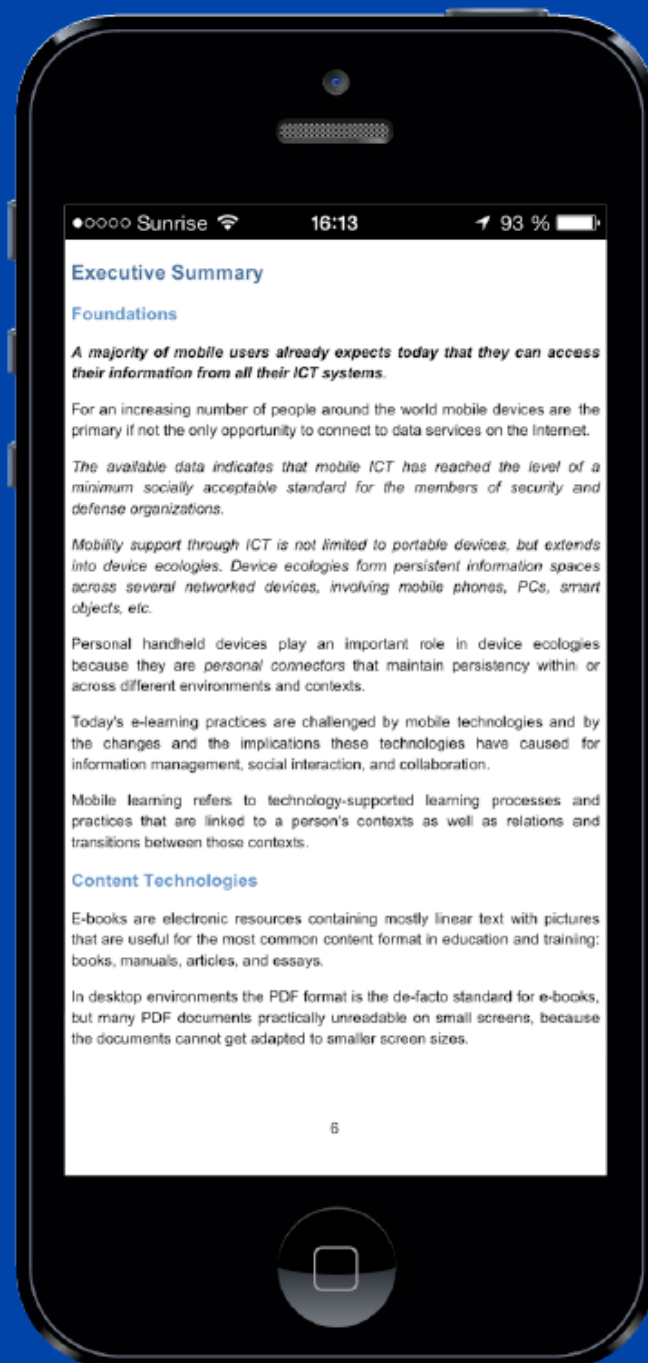 ●○○○○ Sunrise 16:13 93 %
Executive Summary
Foundations
A majority of mobile users already expects today that they can access
their information from all their ICT systems.
For an increasing number of people around the world mobile devices are the
primary if not the only opportunity to connect to data services on the Internet.
The available data indicates that mobile ICT has reached the level of a
minimum socially acceptable standard for the members of security and
defense organizations.
Mobility support through ICT is not limited to portable devices, but extends
into device ecologies. Device ecologies form persistent information spaces
across several networked devices, involving mobile phones, PCs, smart
objects, etc.
Personal handheld devices play an important role in device ecologies
because they are personal connectors that maintain persistency within or
across different environments and contexts.
Today's e-learning practices are challenged by mobile technologies and by
the changes and the implications these technologies have caused for
information management, social interaction, and collaboration.
Mobile learning refers to technology-supported learning processes and
practices that are linked to a person's contexts as well as relations and
transitions between those contexts.
Content Technologies
E-books are electronic resources containing mostly linear text with pictures
that are useful for the most common content format in education and training:
books, manuals, articles, and essays.
In desktop environments the PDF format is the de-facto standard for e-books,
but many PDF documents practically unreadable on small screens, because
the documents cannot get adapted to smaller screen sizes.
6